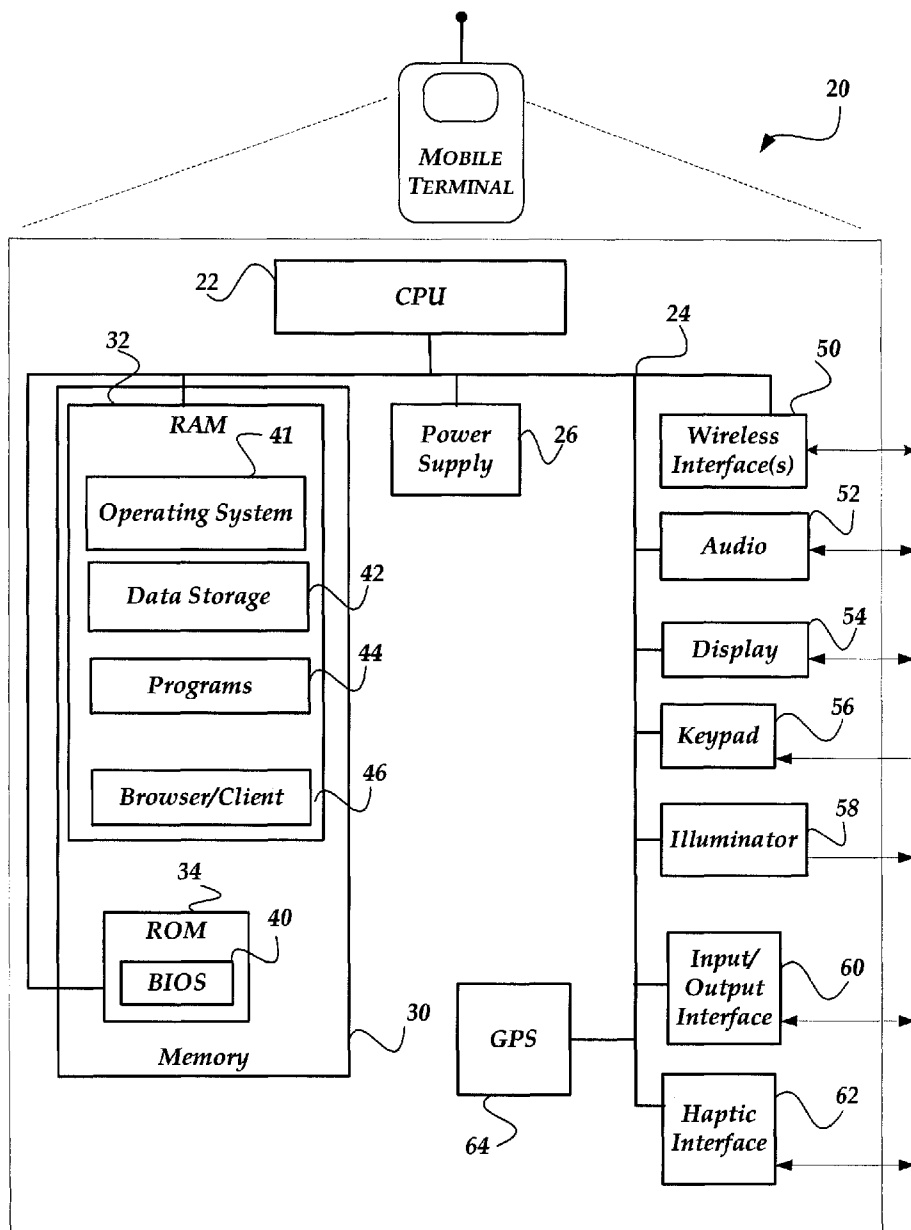 20
MOBILE
TERMINAL
22
CPU
32
24
50
RAM
41
Operating System
Data Storage
42
Programs
44
Browser/Client
46
34
ROM
40
BIOS
30
Memory
Power
Supply
26
Wireless
Interface(s)
52
Audio
54
Display
56
Keypad
58
Illuminator
Input/
Output
Interface
60
GPS
64
Haptic
Interface
62